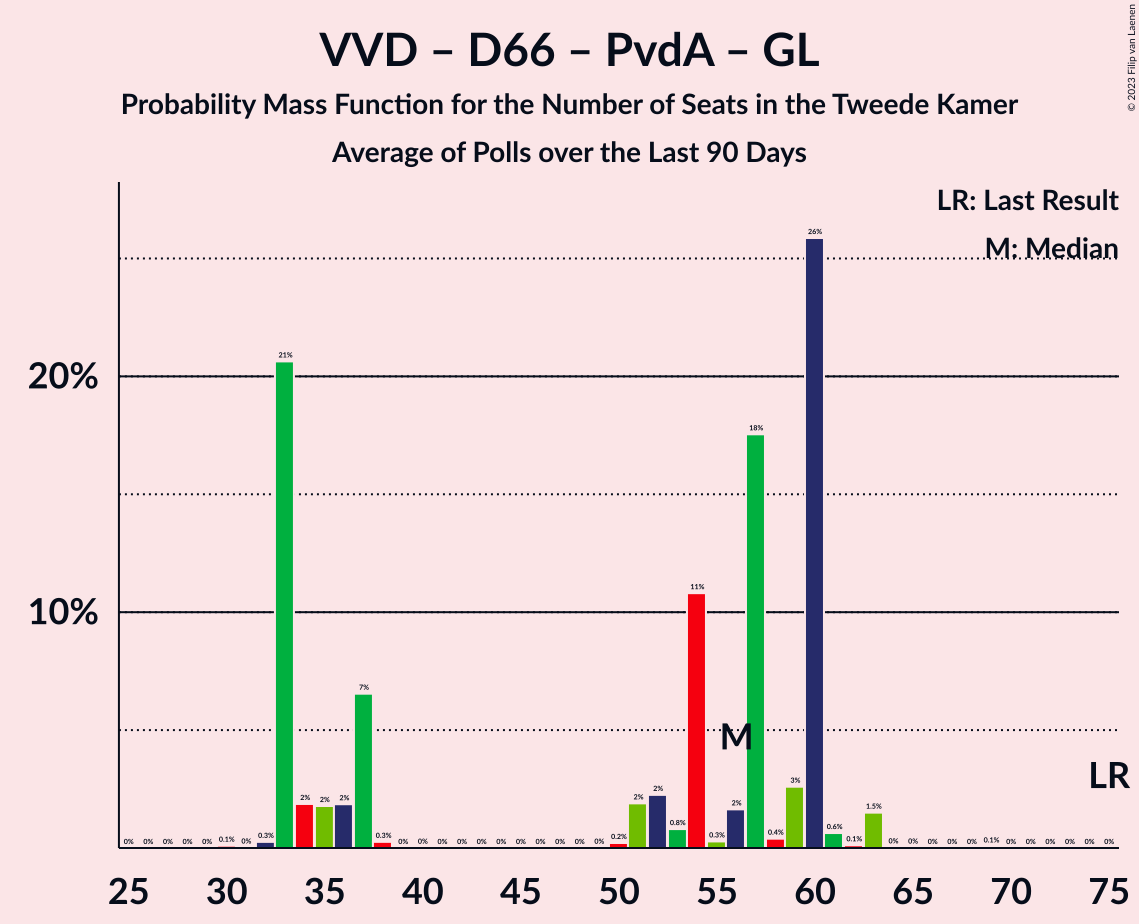 VVD – D66 – PvdA – GL
Probability Mass Function for the Number of Seats in the Tweede Kamer
Average of Polls over the Last 90 Days
© 2023 Filip van Laenen
LR: Last Result
M: Median
20%
10%
0% 0% 0% 0% 0% 0.1% 0% 0.3% 21% 2% 2% 2% 7% 0.3% 0% 0% 0% 0% 0% 0% 0% 0% 0% 0% 0% 0.2% 2% 2% 0.8% 11% 0.3% 2% 18% 0.4% 3% 26% 0.6% 0.1% 1.5% 0% 0% 0% 0% 0% 0.1% 0% 0% 0% 0% 0% 0%
M
LR
25 30 35 40 45 50 55 60 65 70 75